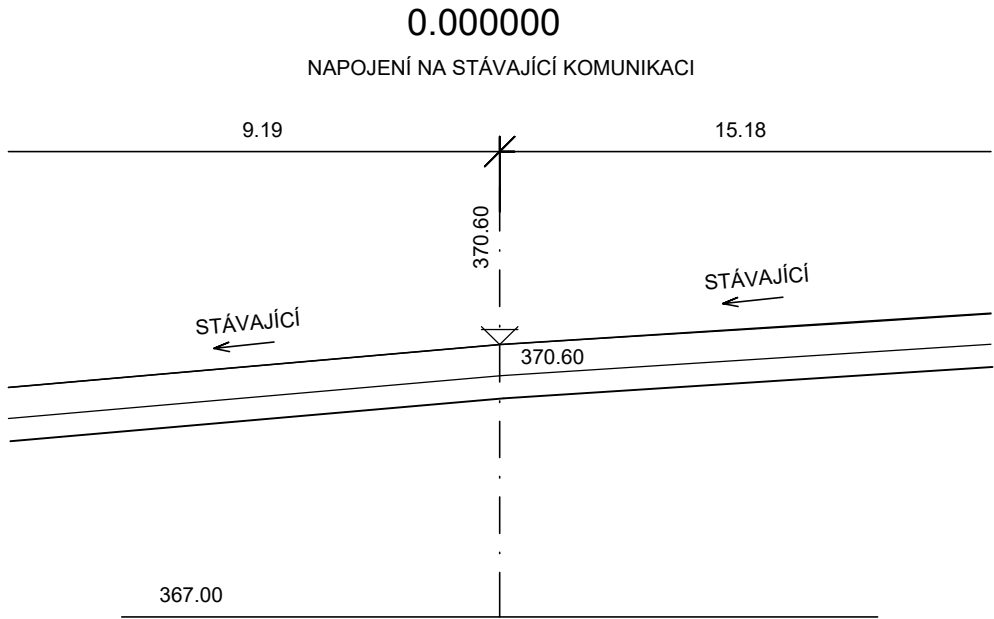 0.000000
NAPOJENÍ NA STÁVAJÍCÍ KOMUNIKACI
9.19
15.18
370.60
STÁVAJÍCÍ
STÁVAJÍCÍ
370.60
367.00